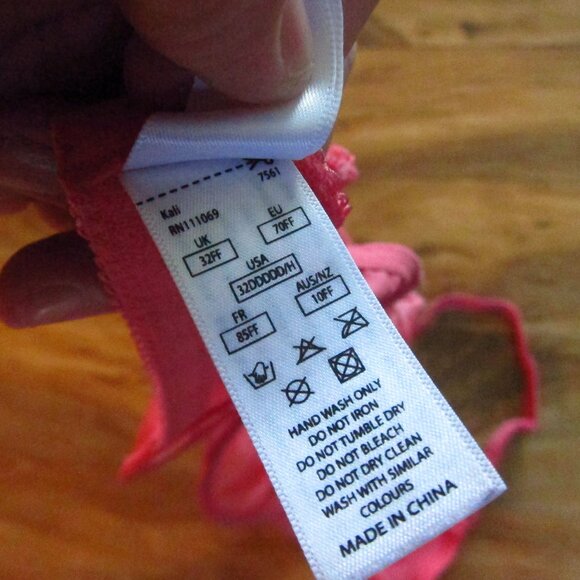 7561
Kali
RN111069
UK
32FF
EU
70FF
USA
32DDDDD/H
FR
85FF
AUS/NZ
10FF
HAND WASH ONLY
DO NOT IRON
DO NOT TUMBLE DRY
DO NOT BLEACH
DO NOT DRY CLEAN
WASH WITH SIMILAR
COLOURS
MADE IN CHINA